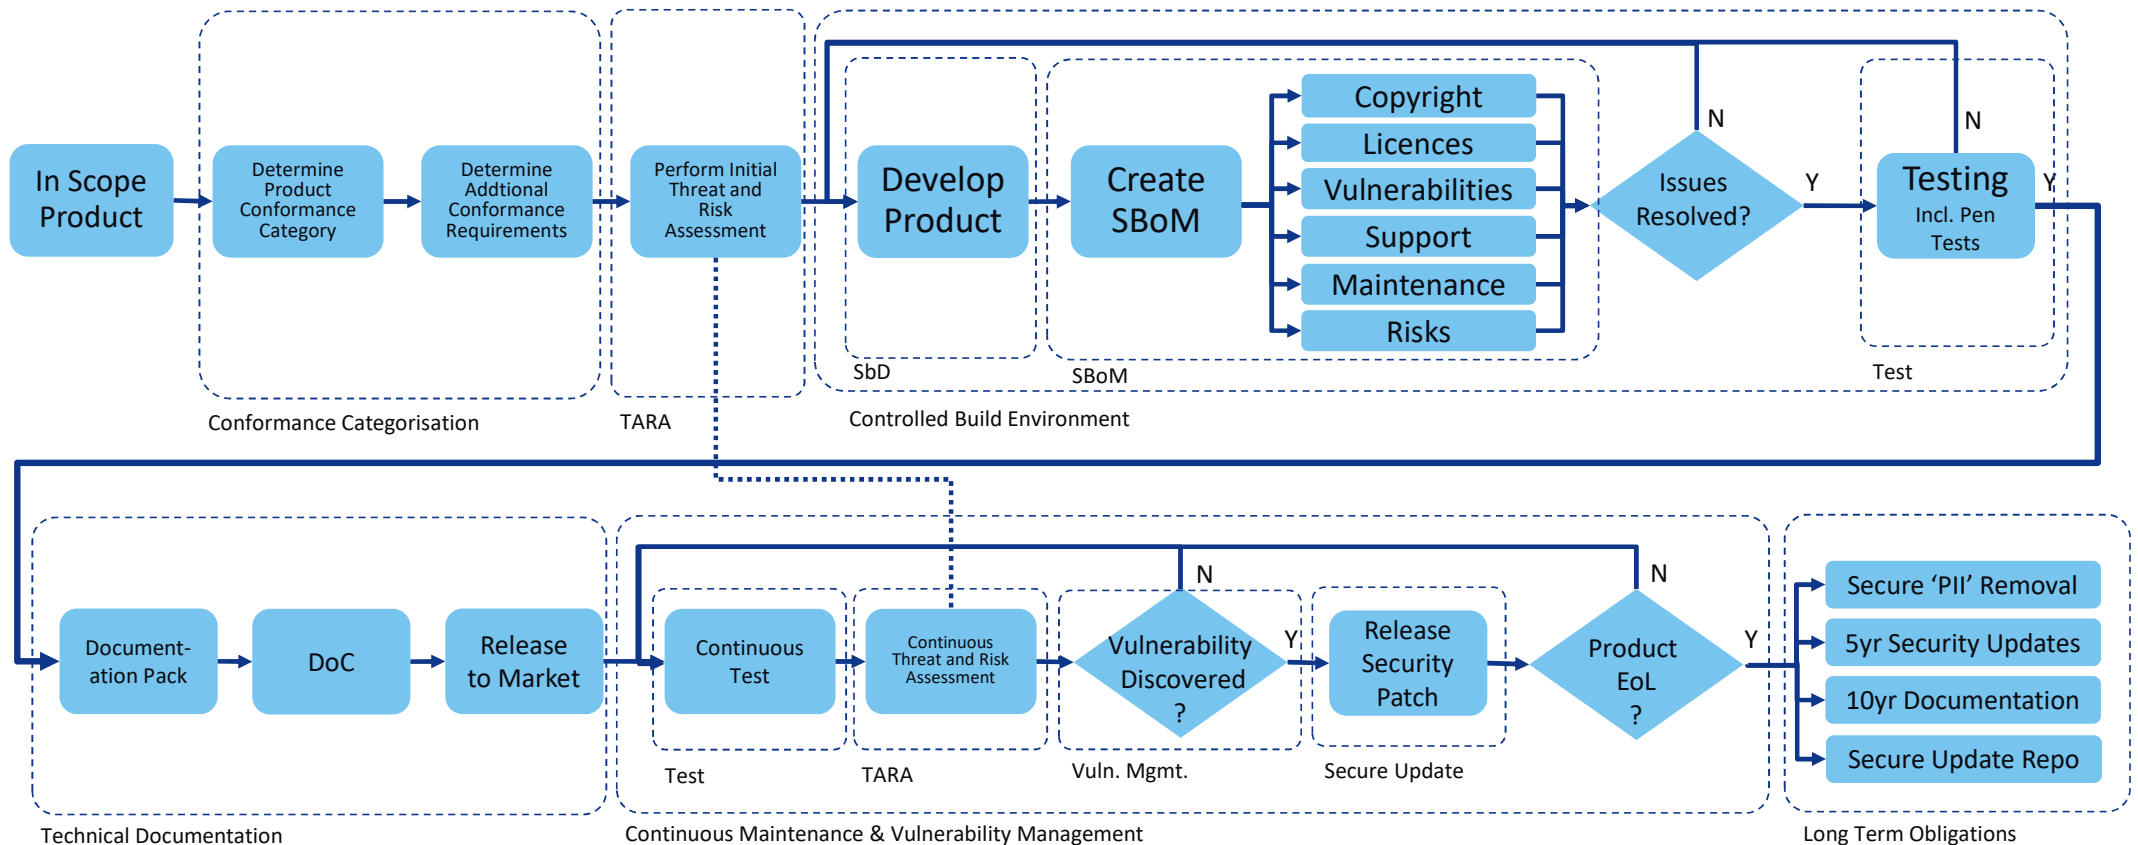 In Scope
Product
Determine
Product
Conformance
Category
Determine
Addtional
Conformance
Requirements
Conformance Categorisation
Perform Initial
Threat and
Risk
Assessment
TARA
Develop
Product
SbD
Create
SBoM
Copyright
Licences
Vulnerabilities
Support
Maintenance
Risks
SBoM
Issues
Resolved?
N
Y
Testing
Incl. Pen
Tests
N
Y
Test
Controlled Build Environment
Document-
ation Pack
DoC
Release
to Market
Technical Documentation
Continuous
Test
Test
Continuous
Threat and Risk
Assessment
TARA
Vulnerability
Discovered
?
N
Y
Vuln. Mgmt.
Release
Security
Patch
Secure Update
Product
EoL
?
N
Y
Continuous Maintenance & Vulnerability Management
Secure ‘PII’ Removal
5yr Security Updates
10yr Documentation
Secure Update Repo
Long Term Obligations